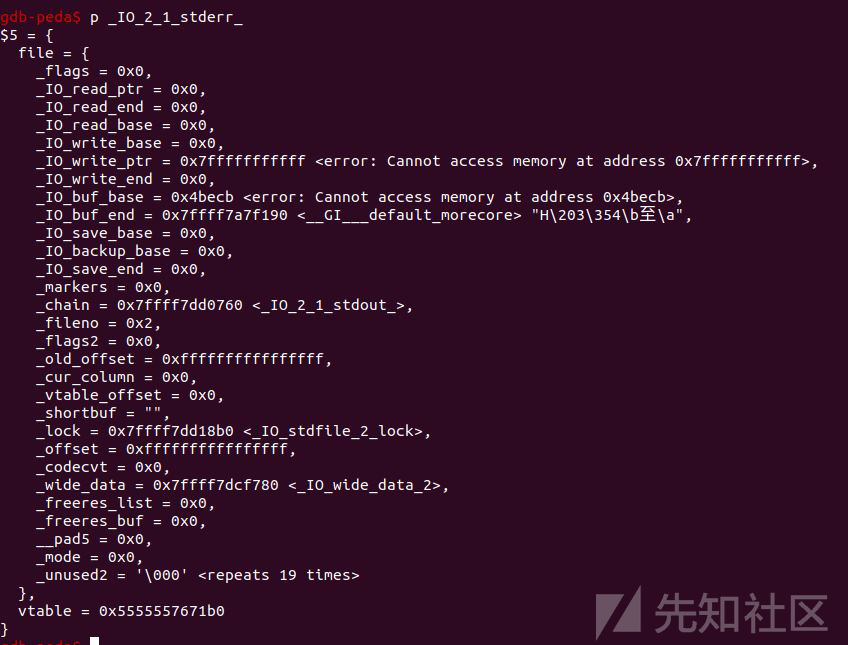 gdb-peda$ p _IO_2_1_stderr_
$5 = {
  file = {
    _flags = 0x0,
    _IO_read_ptr = 0x0,
    _IO_read_end = 0x0,
    _IO_read_base = 0x0,
    _IO_write_base = 0x0,
    _IO_write_ptr = 0x7fffffffffff <error: Cannot access memory at address 0x7fffffffffff>,
    _IO_write_end = 0x0,
    _IO_buf_base = 0x4becb <error: Cannot access memory at address 0x4becb>,
    _IO_buf_end = 0x7ffff7a7f190 <__GI___default_morecore> "H\203\354\b至\a",
    _IO_save_base = 0x0,
    _IO_backup_base = 0x0,
    _IO_save_end = 0x0,
    _markers = 0x0,
    _chain = 0x7ffff7dd0760 <_IO_2_1_stdout_>,
    _fileno = 0x2,
    _flags2 = 0x0,
    _old_offset = 0xffffffffffffffff,
    _cur_column = 0x0,
    _vtable_offset = 0x0,
    _shortbuf = "",
    _lock = 0x7ffff7dd18b0 <_IO_stdfile_2_lock>,
    _offset = 0xffffffffffffffff,
    _codecvt = 0x0,
    _wide_data = 0x7ffff7dcf780 <_IO_wide_data_2>,
    _freeres_list = 0x0,
    _freeres_buf = 0x0,
    __pad5 = 0x0,
    _mode = 0x0,
    _unused2 = '\000' <repeats 19 times>
  },
  vtable = 0x5555557671b0
}
gdb-peda$
先知社区